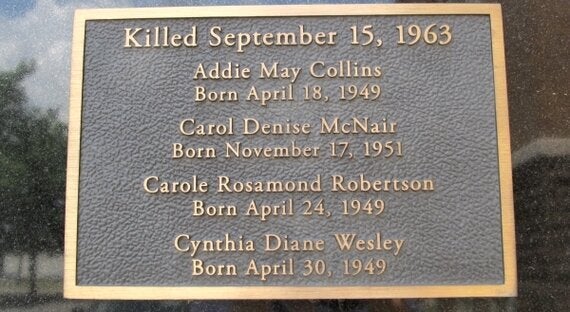 Killed September 15, 1963
Addie May Collins
Born April 18, 1949
Carol Denise McNair
Born November 17, 1951
Carole Rosamond Robertson
Born April 24, 1949
Cynthia Diane Wesley
Born April 30, 1949